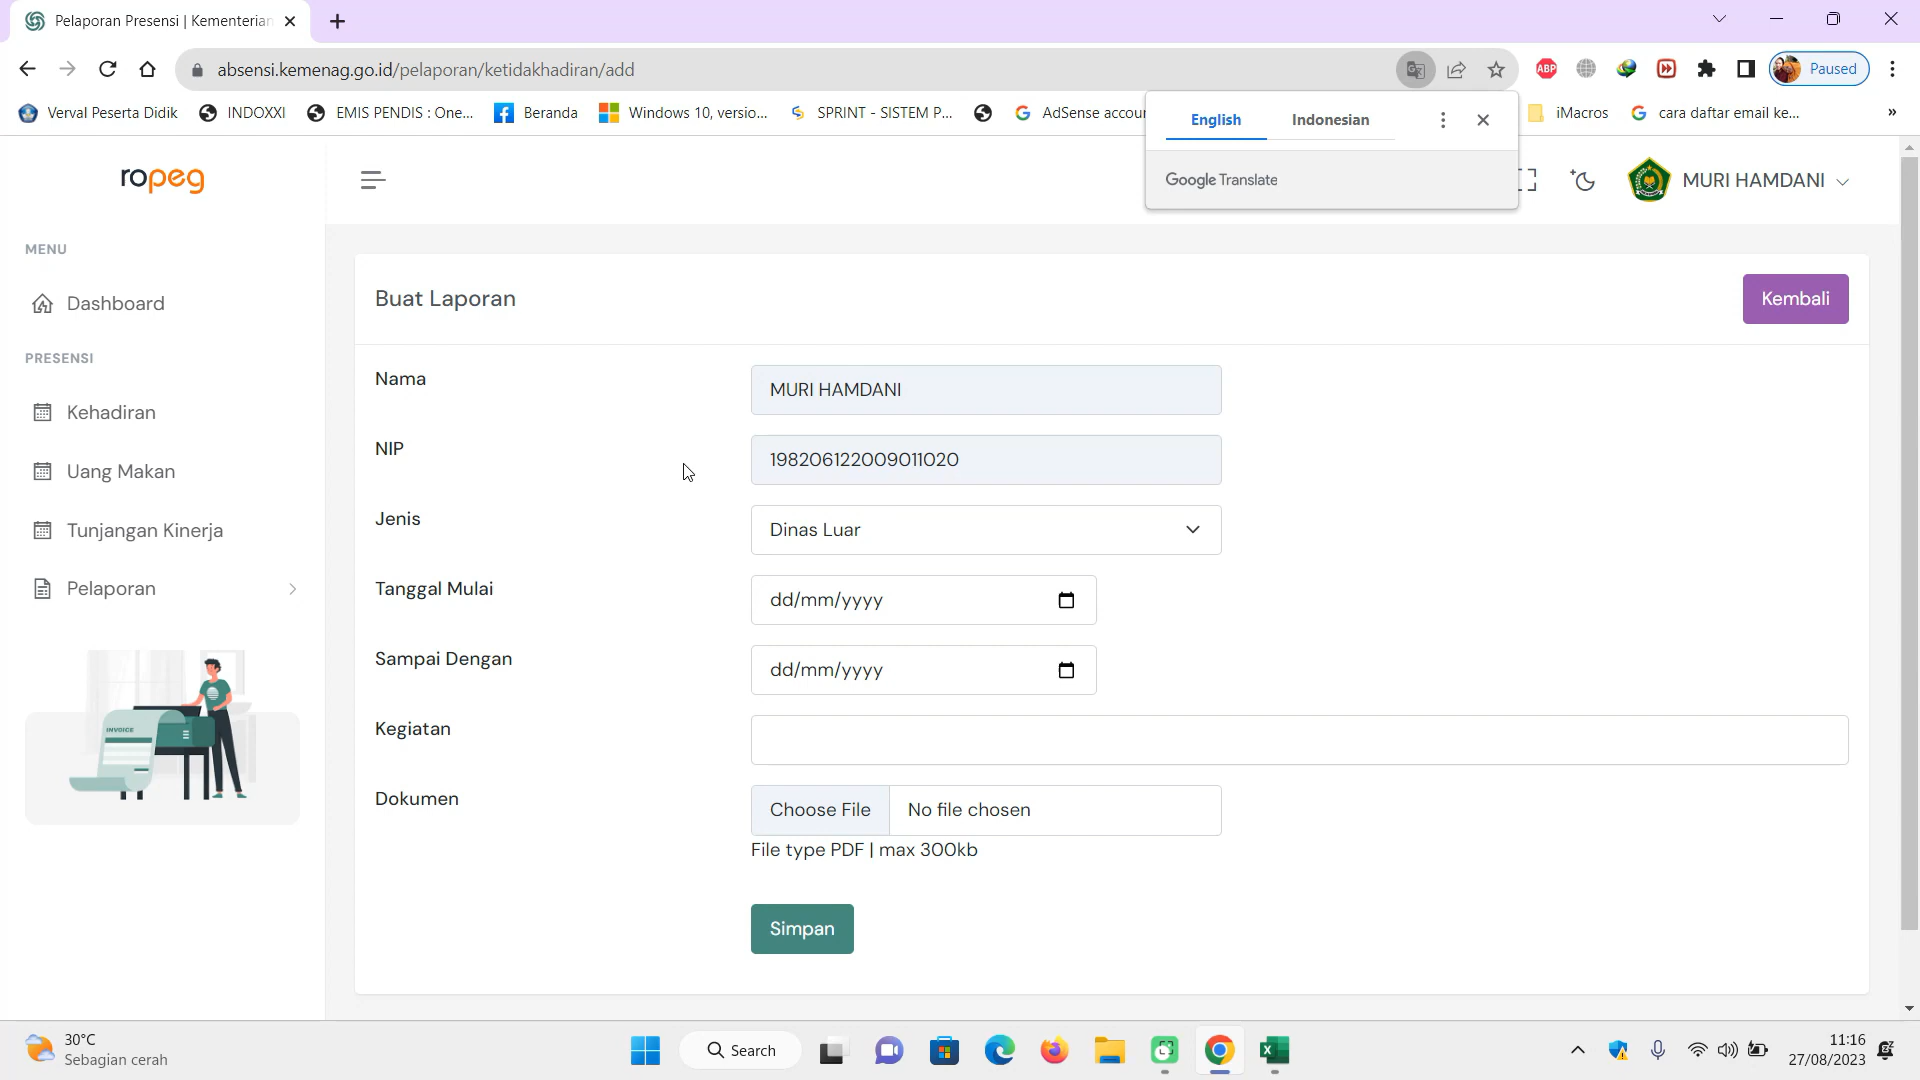 Pelaporan Presensi | Kementerian
absensi.kemenag.go.id/pelaporan/ketidakhadiran/add
ABP
Paused
Verval Peserta Didik
INDOXXI
EMIS PENDIS : One...
Beranda
Windows 10, versio...
SPRINT - SISTEM P...
AdSense accou
iMacros
cara daftar email ke...
»
English
Indonesian
Google Translate
ropeg
MURI HAMDANI
MENU
Dashboard
PRESENSI
Kehadiran
Uang Makan
Tunjangan Kinerja
Pelaporan
INVOICE
Buat Laporan
Kembali
Nama
MURI HAMDANI
NIP
198206122009011020
Jenis
Dinas Luar
Tanggal Mulai
dd/mm/yyyy
Sampai Dengan
dd/mm/yyyy
Kegiatan
Dokumen
Choose File
No file chosen
File type PDF | max 300kb
Simpan
30°C
Sebagian cerah
Search
11:16
27/08/2023